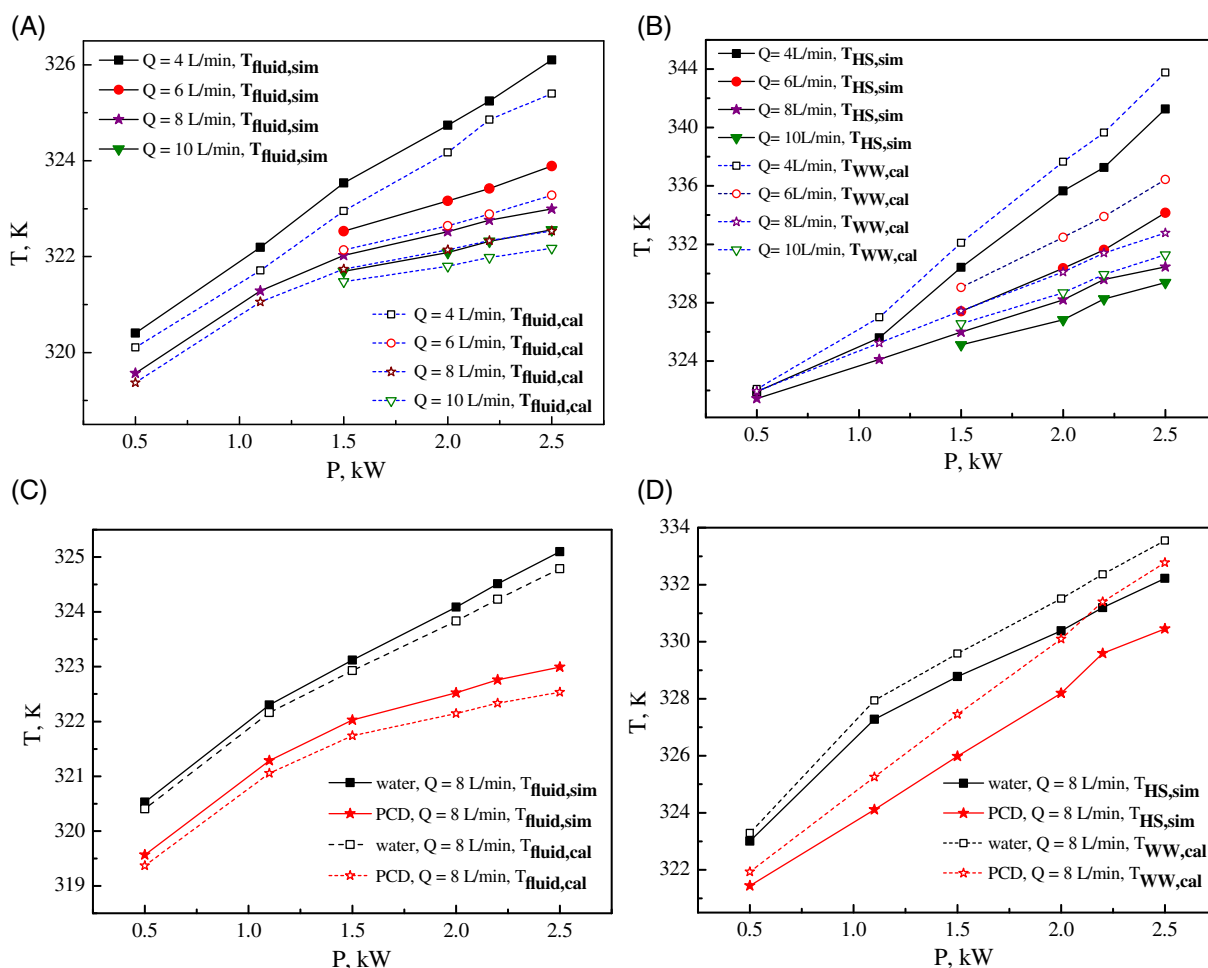 (A)
326
324
322
320
T, K
Q = 4 L/min, Tfluid,sim
Q = 6 L/min, Tfluid,sim
Q = 8 L/min, Tfluid,sim
Q = 10 L/min, Tfluid,sim
Q = 4 L/min, Tfluid,cal
Q = 6 L/min, Tfluid,cal
Q = 8 L/min, Tfluid,cal
Q = 10 L/min, Tfluid,cal
0.5 1.0 1.5 2.0 2.5
P, kW
(B)
344
340
336
332
328
324
T, K
Q= 4L/min, THS,sim
Q= 6L/min, THS,sim
Q= 8L/min, THS,sim
Q= 10L/min, THS,sim
Q= 4L/min, TWW,cal
Q= 6L/min, TWW,cal
Q= 8L/min, TWW,cal
Q= 10L/min, TWW,cal
0.5 1.0 1.5 2.0 2.5
P, kW
(C)
325
324
323
322
321
320
319
T, K
water, Q = 8 L/min, Tfluid,sim
PCD, Q = 8 L/min, Tfluid,sim
water, Q = 8 L/min, Tfluid,cal
PCD, Q = 8 L/min, Tfluid,cal
0.5 1.0 1.5 2.0 2.5
P, kW
(D)
334
332
330
328
326
324
322
T, K
water, Q = 8 L/min, THS,sim
PCD, Q = 8 L/min, THS,sim
water, Q = 8 L/min, TWW,cal
PCD, Q = 8 L/min, TWW,cal
0.5 1.0 1.5 2.0 2.5
P, kW